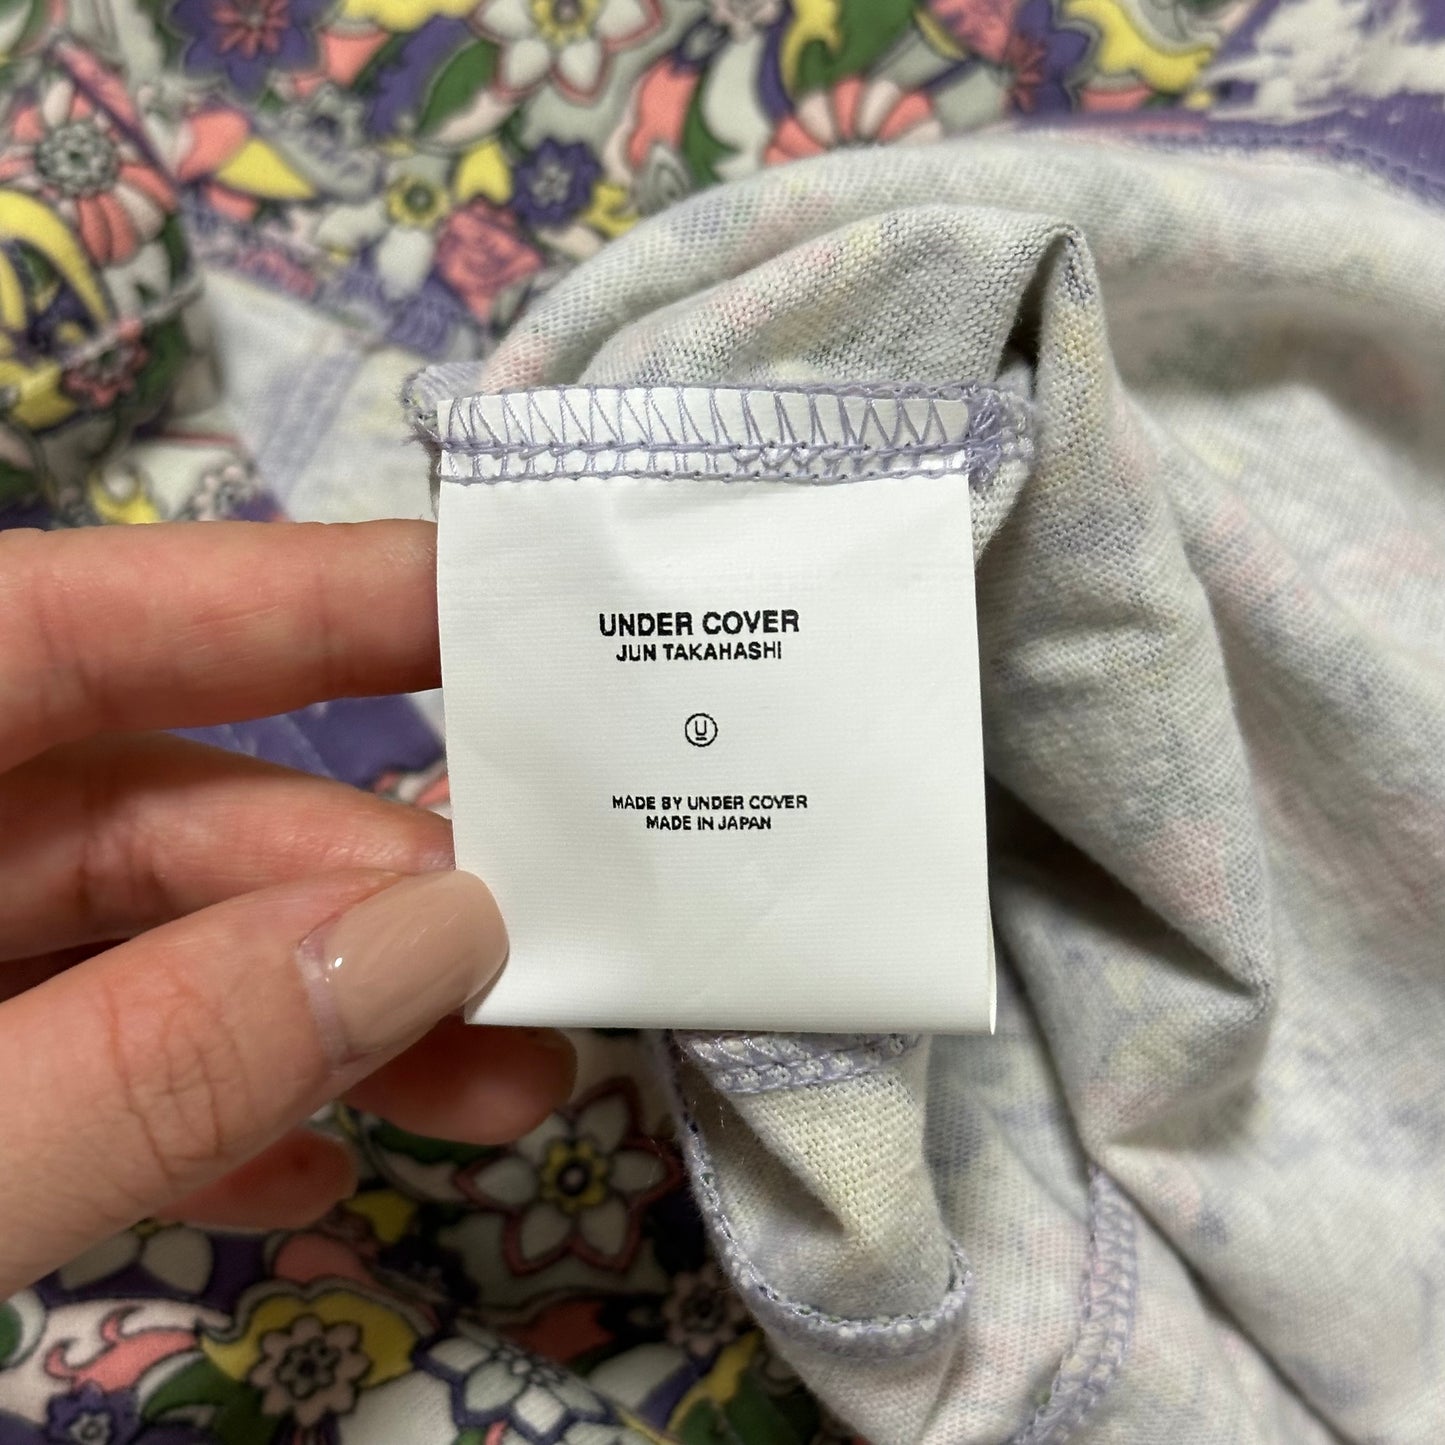 UNDER COVER
JUN TAKAHASHI
U
MADE BY UNDER COVER
MADE IN JAPAN